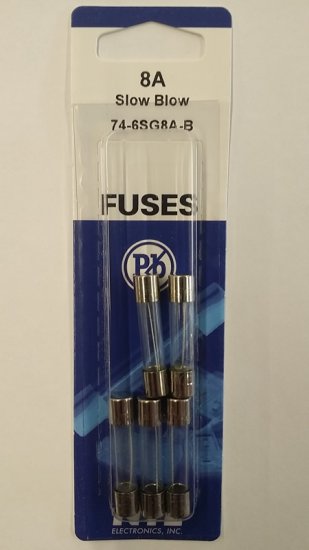 8A
Slow Blow
74-6SG8A-B
FUSES
ELECTRONICS, INC.